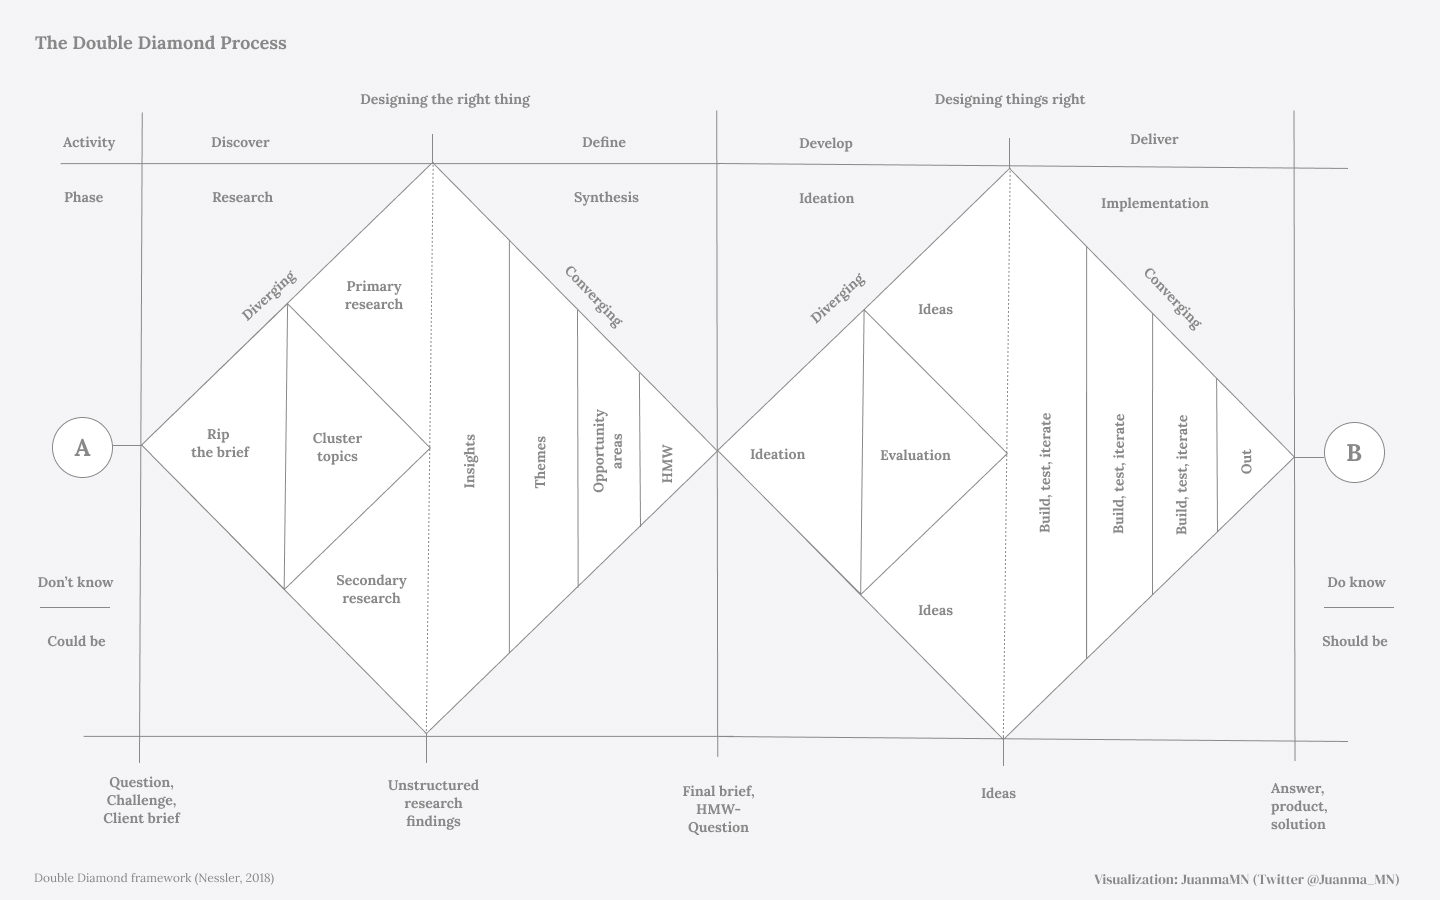 The Double Diamond Process
Designing the right thing
Designing things right
Activity
Discover
Define
Develop
Deliver
Phase
Research
Synthesis
Ideation
Implementation
Diverging
Converging
Diverging
Converging
Primary
research
Ideas
A
Rip
the brief
Cluster
topics
Insights
Themes
Opportunity
areas
HMW
Ideation
Evaluation
Build, test, iterate
Build, test, iterate
Build, test, iterate
Out
B
Secondary
research
Ideas
Don’t know
Could be
Do know
Should be
Question,
Challenge,
Client brief
Unstructured
research
findings
Final brief,
HMW-
Question
Ideas
Answer,
product,
solution
Double Diamond framework (Nessler, 2018)
Visualization: JuanmaMN (Twitter @Juanma_MN)